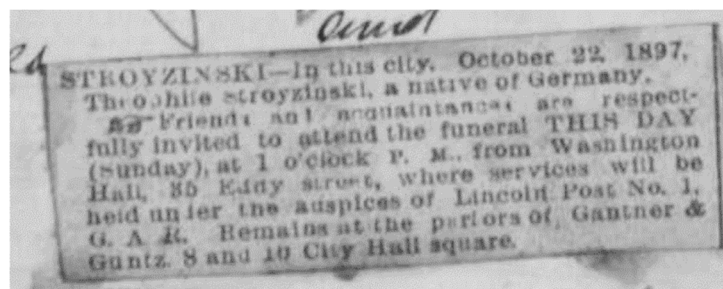 STROYZINSKI—In this city, October 22, 1897,
Theophile Stroyzinski, a native of Germany.
☞Friends and acquaintances are respect-
fully invited to attend the funeral THIS DAY
(Sunday), at 1 o'clock P. M., from Washington
Hall, 35 Eddy street, where services will be
held under the auspices of Lincoln Post No. 1,
G. A. R. Remains at the parlors of Gantner &
Guntz, 8 and 10 City Hall square.